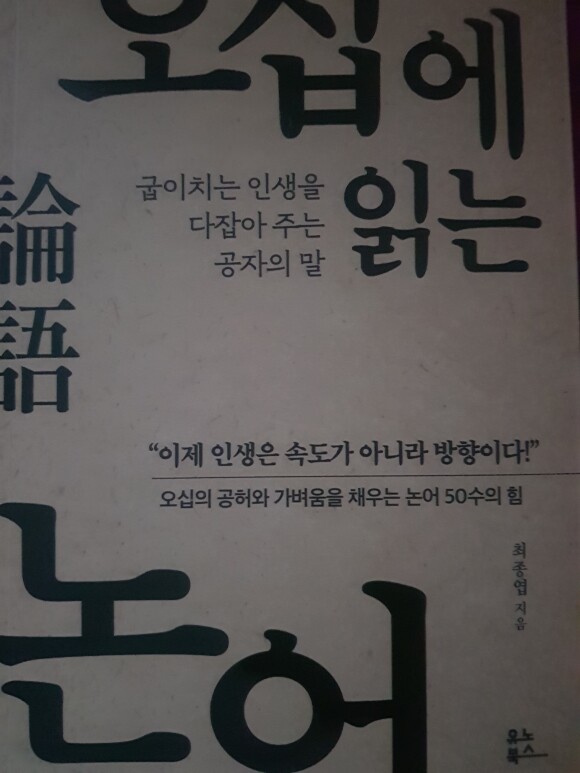 오십에
읽는
굽이치는 인생을
다잡아 주는
공자의 말
論
語
“이제 인생은 속도가 아니라 방향이다!”
오십의 공허와 가벼움을 채우는 논어 50수의 힘
논어
최종엽 지음
유노
북스